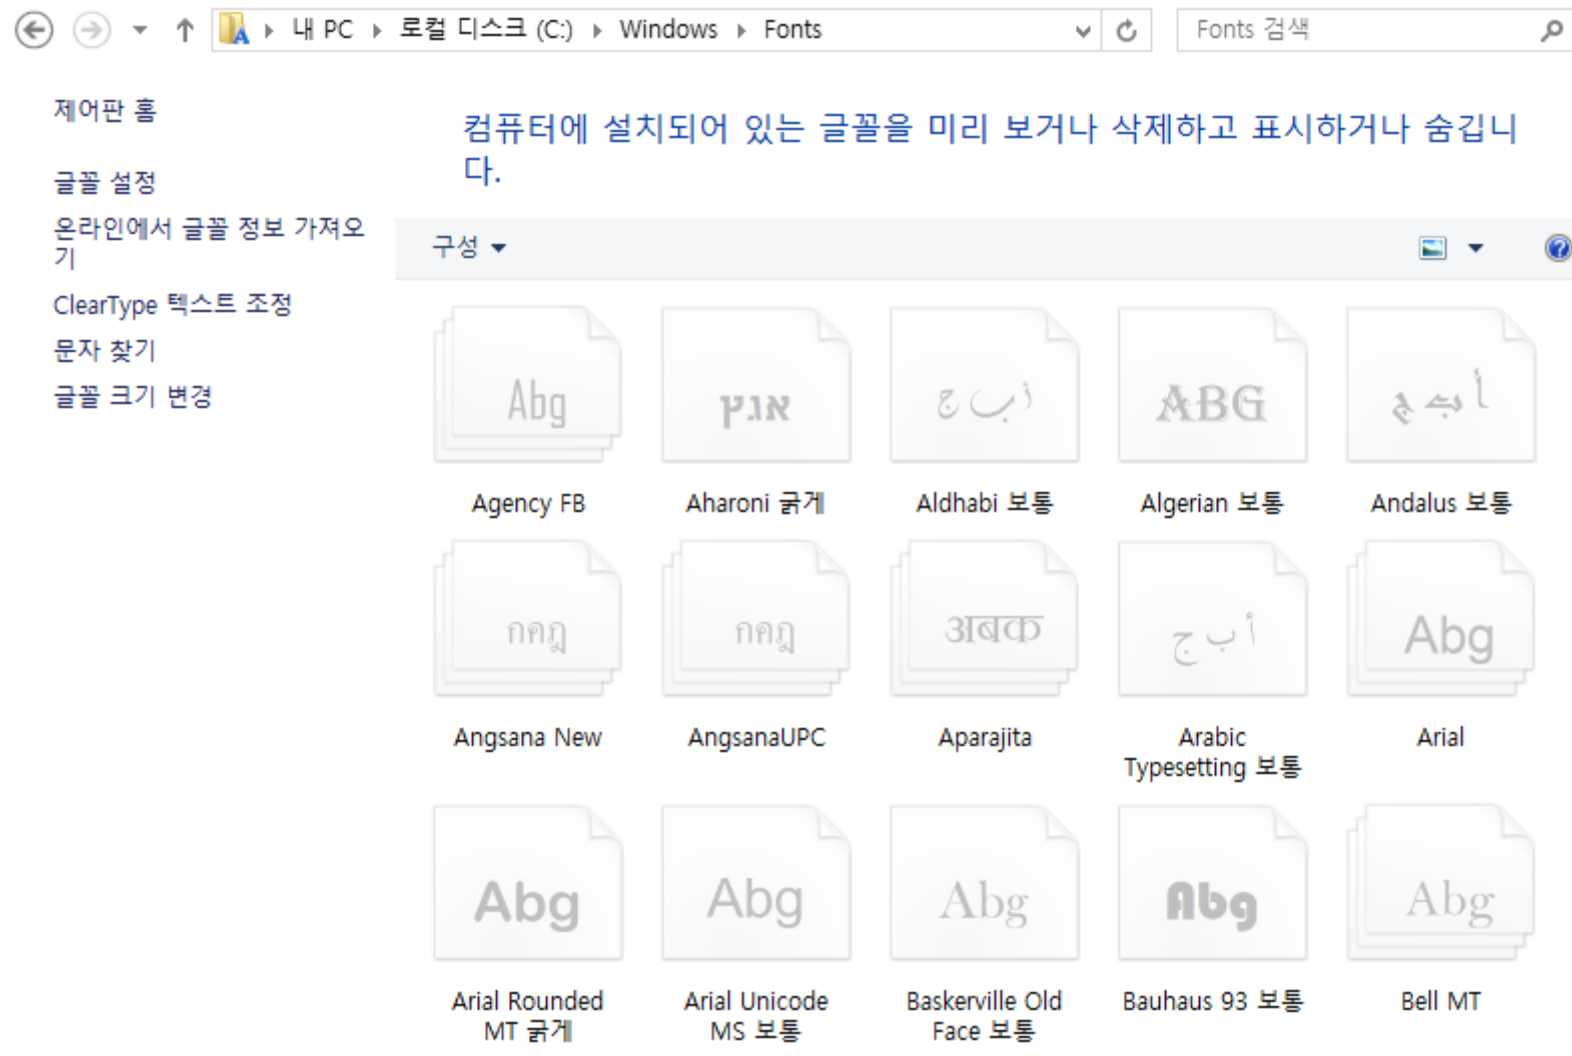 내 PC 로컬 디스크 (C:) Windows Fonts
Fonts 검색
제어판 홈
글꼴 설정
온라인에서 글꼴 정보 가져오
기
ClearType 텍스트 조정
문자 찾기
글꼴 크기 변경
컴퓨터에 설치되어 있는 글꼴을 미리 보거나 삭제하고 표시하거나 숨깁니
다.
구성
Abg
אגץ
أب ج
ABG
أب ج
Agency FB
Aharoni 굵게
Aldhabi 보통
Algerian 보통
Andalus 보통
กคฎ
กคฎ
अबक
أب ج
Abg
Angsana New
AngsanaUPC
Aparajita
Arabic
Typesetting 보통
Arial
Abg
Abg
Abg
Abg
Abg
Arial Rounded
MT 굵게
Arial Unicode
MS 보통
Baskerville Old
Face 보통
Bauhaus 93 보통
Bell MT